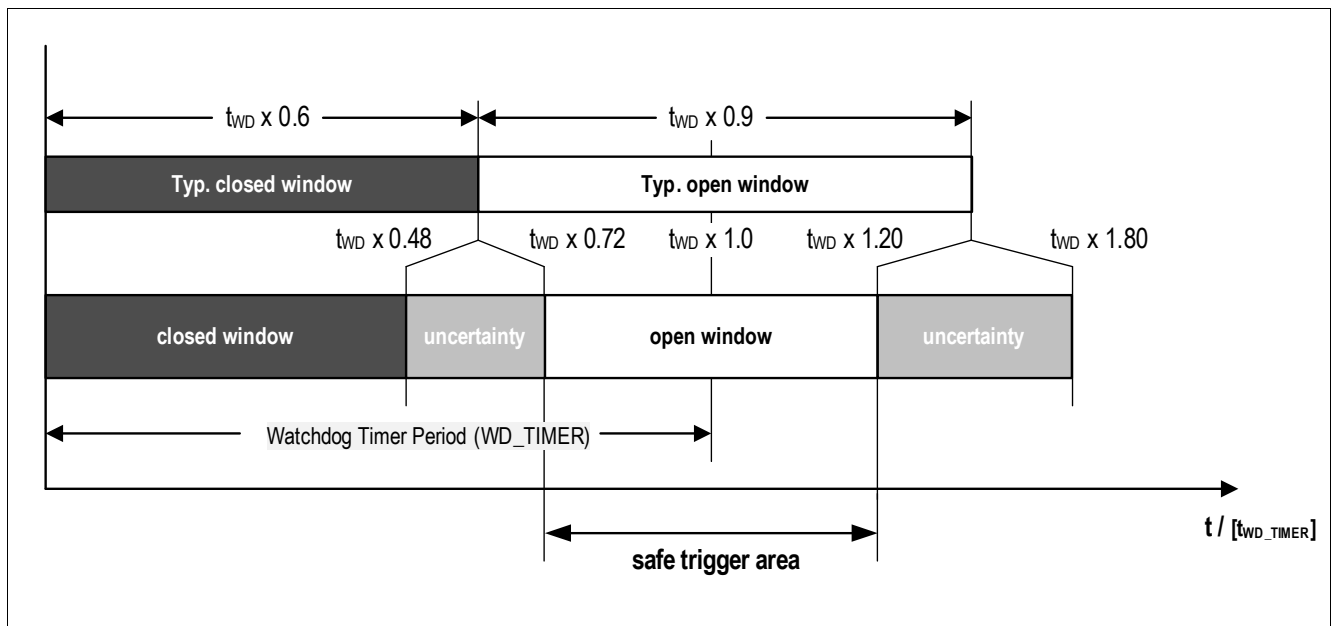 tWD x 0.6
tWD x 0.9
Typ. closed window
Typ. open window
tWD x 0.48
tWD x 0.72
tWD x 1.0
tWD x 1.20
tWD x 1.80
closed window
uncertainty
open window
uncertainty
Watchdog Timer Period (WD_TIMER)
t / [tWD_TIMER]
safe trigger area